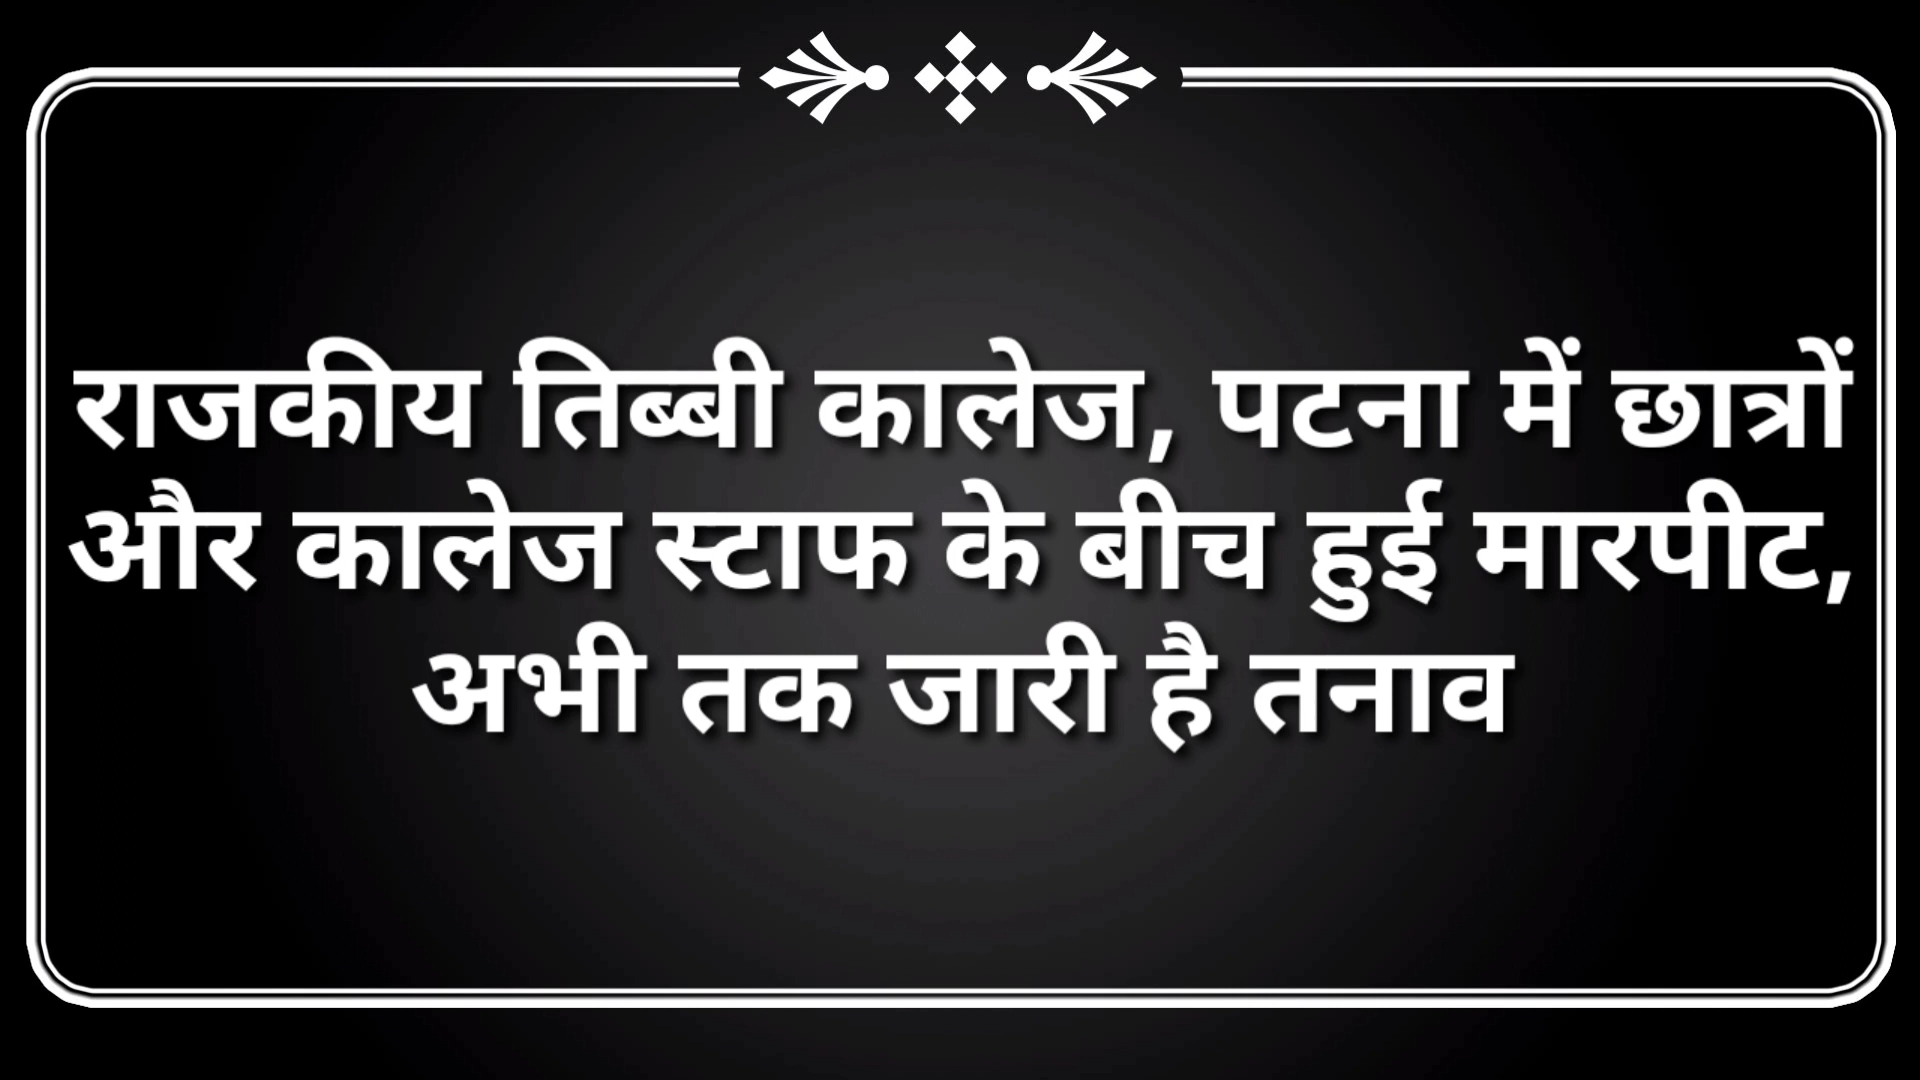 राजकीय तिब्बी कालेज, पटना में छात्रों
और कालेज स्टाफ के बीच हुई मारपीट,
अभी तक जारी है तनाव